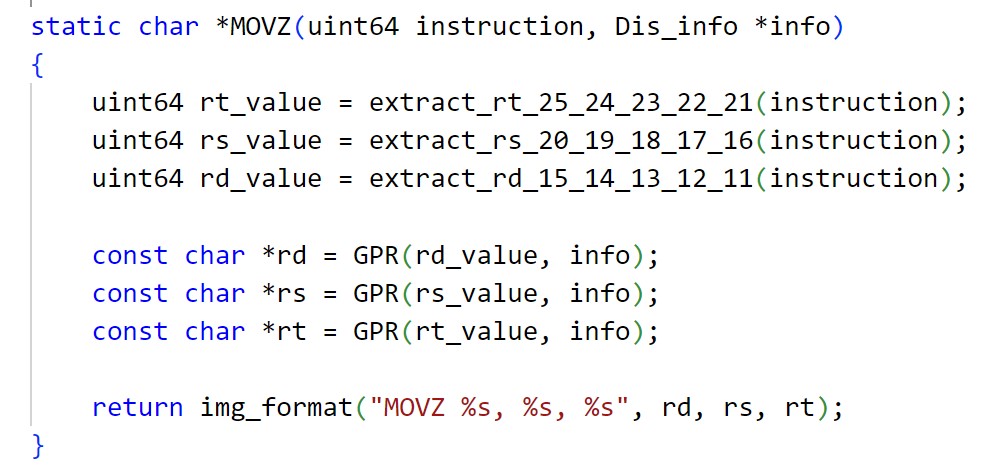 static char *MOVZ(uint64 instruction, Dis_info *info)
{
    uint64 rt_value = extract_rt_25_24_23_22_21(instruction);
    uint64 rs_value = extract_rs_20_19_18_17_16(instruction);
    uint64 rd_value = extract_rd_15_14_13_12_11(instruction);

    const char *rd = GPR(rd_value, info);
    const char *rs = GPR(rs_value, info);
    const char *rt = GPR(rt_value, info);

    return img_format("MOVZ %s, %s, %s", rd, rs, rt);
}